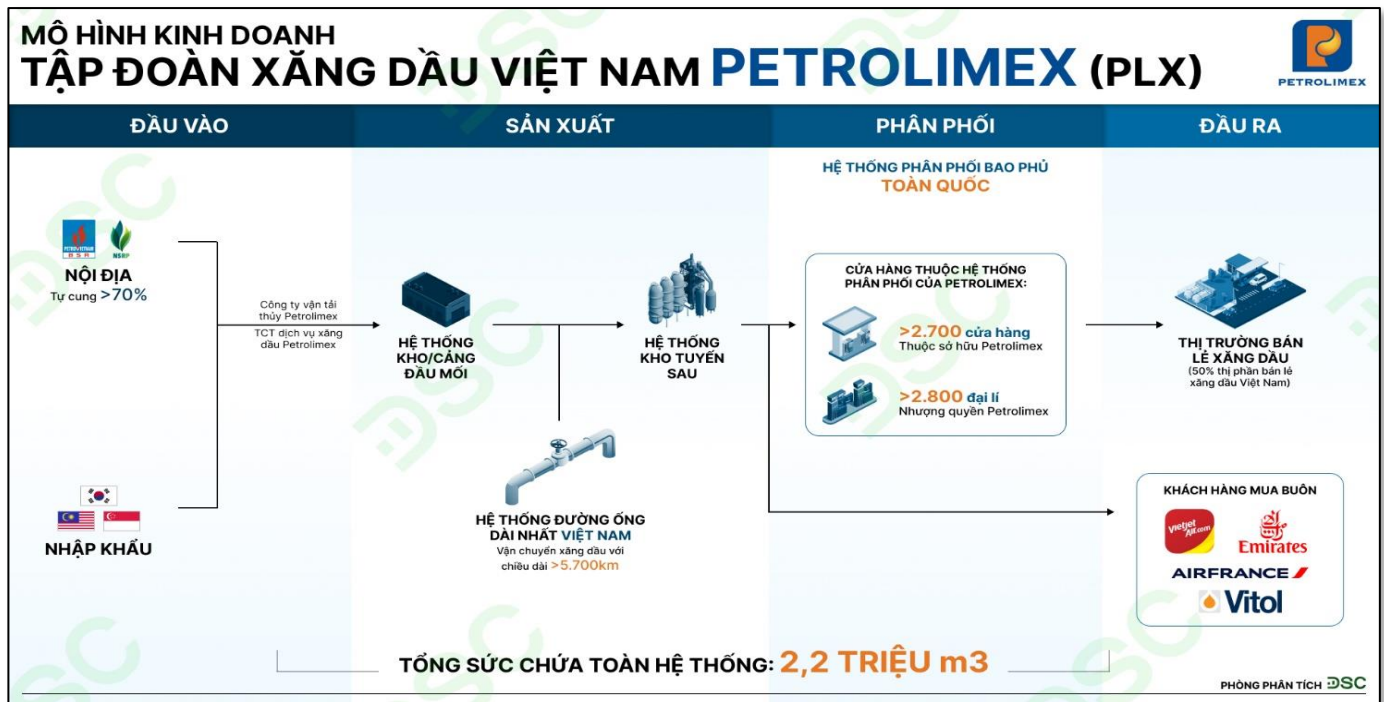 MÔ HÌNH KINH DOANH
TẬP ĐOÀN XĂNG DẦU VIỆT NAM PETROLIMEX (PLX)
PETROLIMEX
ĐẦU VÀO
SẢN XUẤT
PHÂN PHỐI
ĐẦU RA
HỆ THỐNG PHÂN PHỐI BAO PHỦ
TOÀN QUỐC
PETROVIETNAM
BSR
NSRP
NỘI ĐỊA
Tự cung >70%
Công ty vận tải
thủy Petrolimex
TCT dịch vụ xăng
dầu Petrolimex
NHẬP KHẨU
HỆ THỐNG
KHO/CẢNG
ĐẦU MỐI
HỆ THỐNG
KHO TUYẾN
SAU
HỆ THỐNG ĐƯỜNG ỐNG
DÀI NHẤT VIỆT NAM
Vận chuyển xăng dầu với
chiều dài >5.700km
CỬA HÀNG THUỘC HỆ THỐNG
PHÂN PHỐI CỦA PETROLIMEX:
>2.700 cửa hàng
Thuộc sở hữu Petrolimex
>2.800 đại lí
Nhượng quyền Petrolimex
THỊ TRƯỜNG BÁN
LẺ XĂNG DẦU
(50% thị phần bán lẻ
xăng dầu Việt Nam)
KHÁCH HÀNG MUA BUÔN
vietjet Air.com
Emirates
AIRFRANCE
Vitol
TỔNG SỨC CHỨA TOÀN HỆ THỐNG: 2,2 TRIỆU m3
PHÒNG PHÂN TÍCH DSC